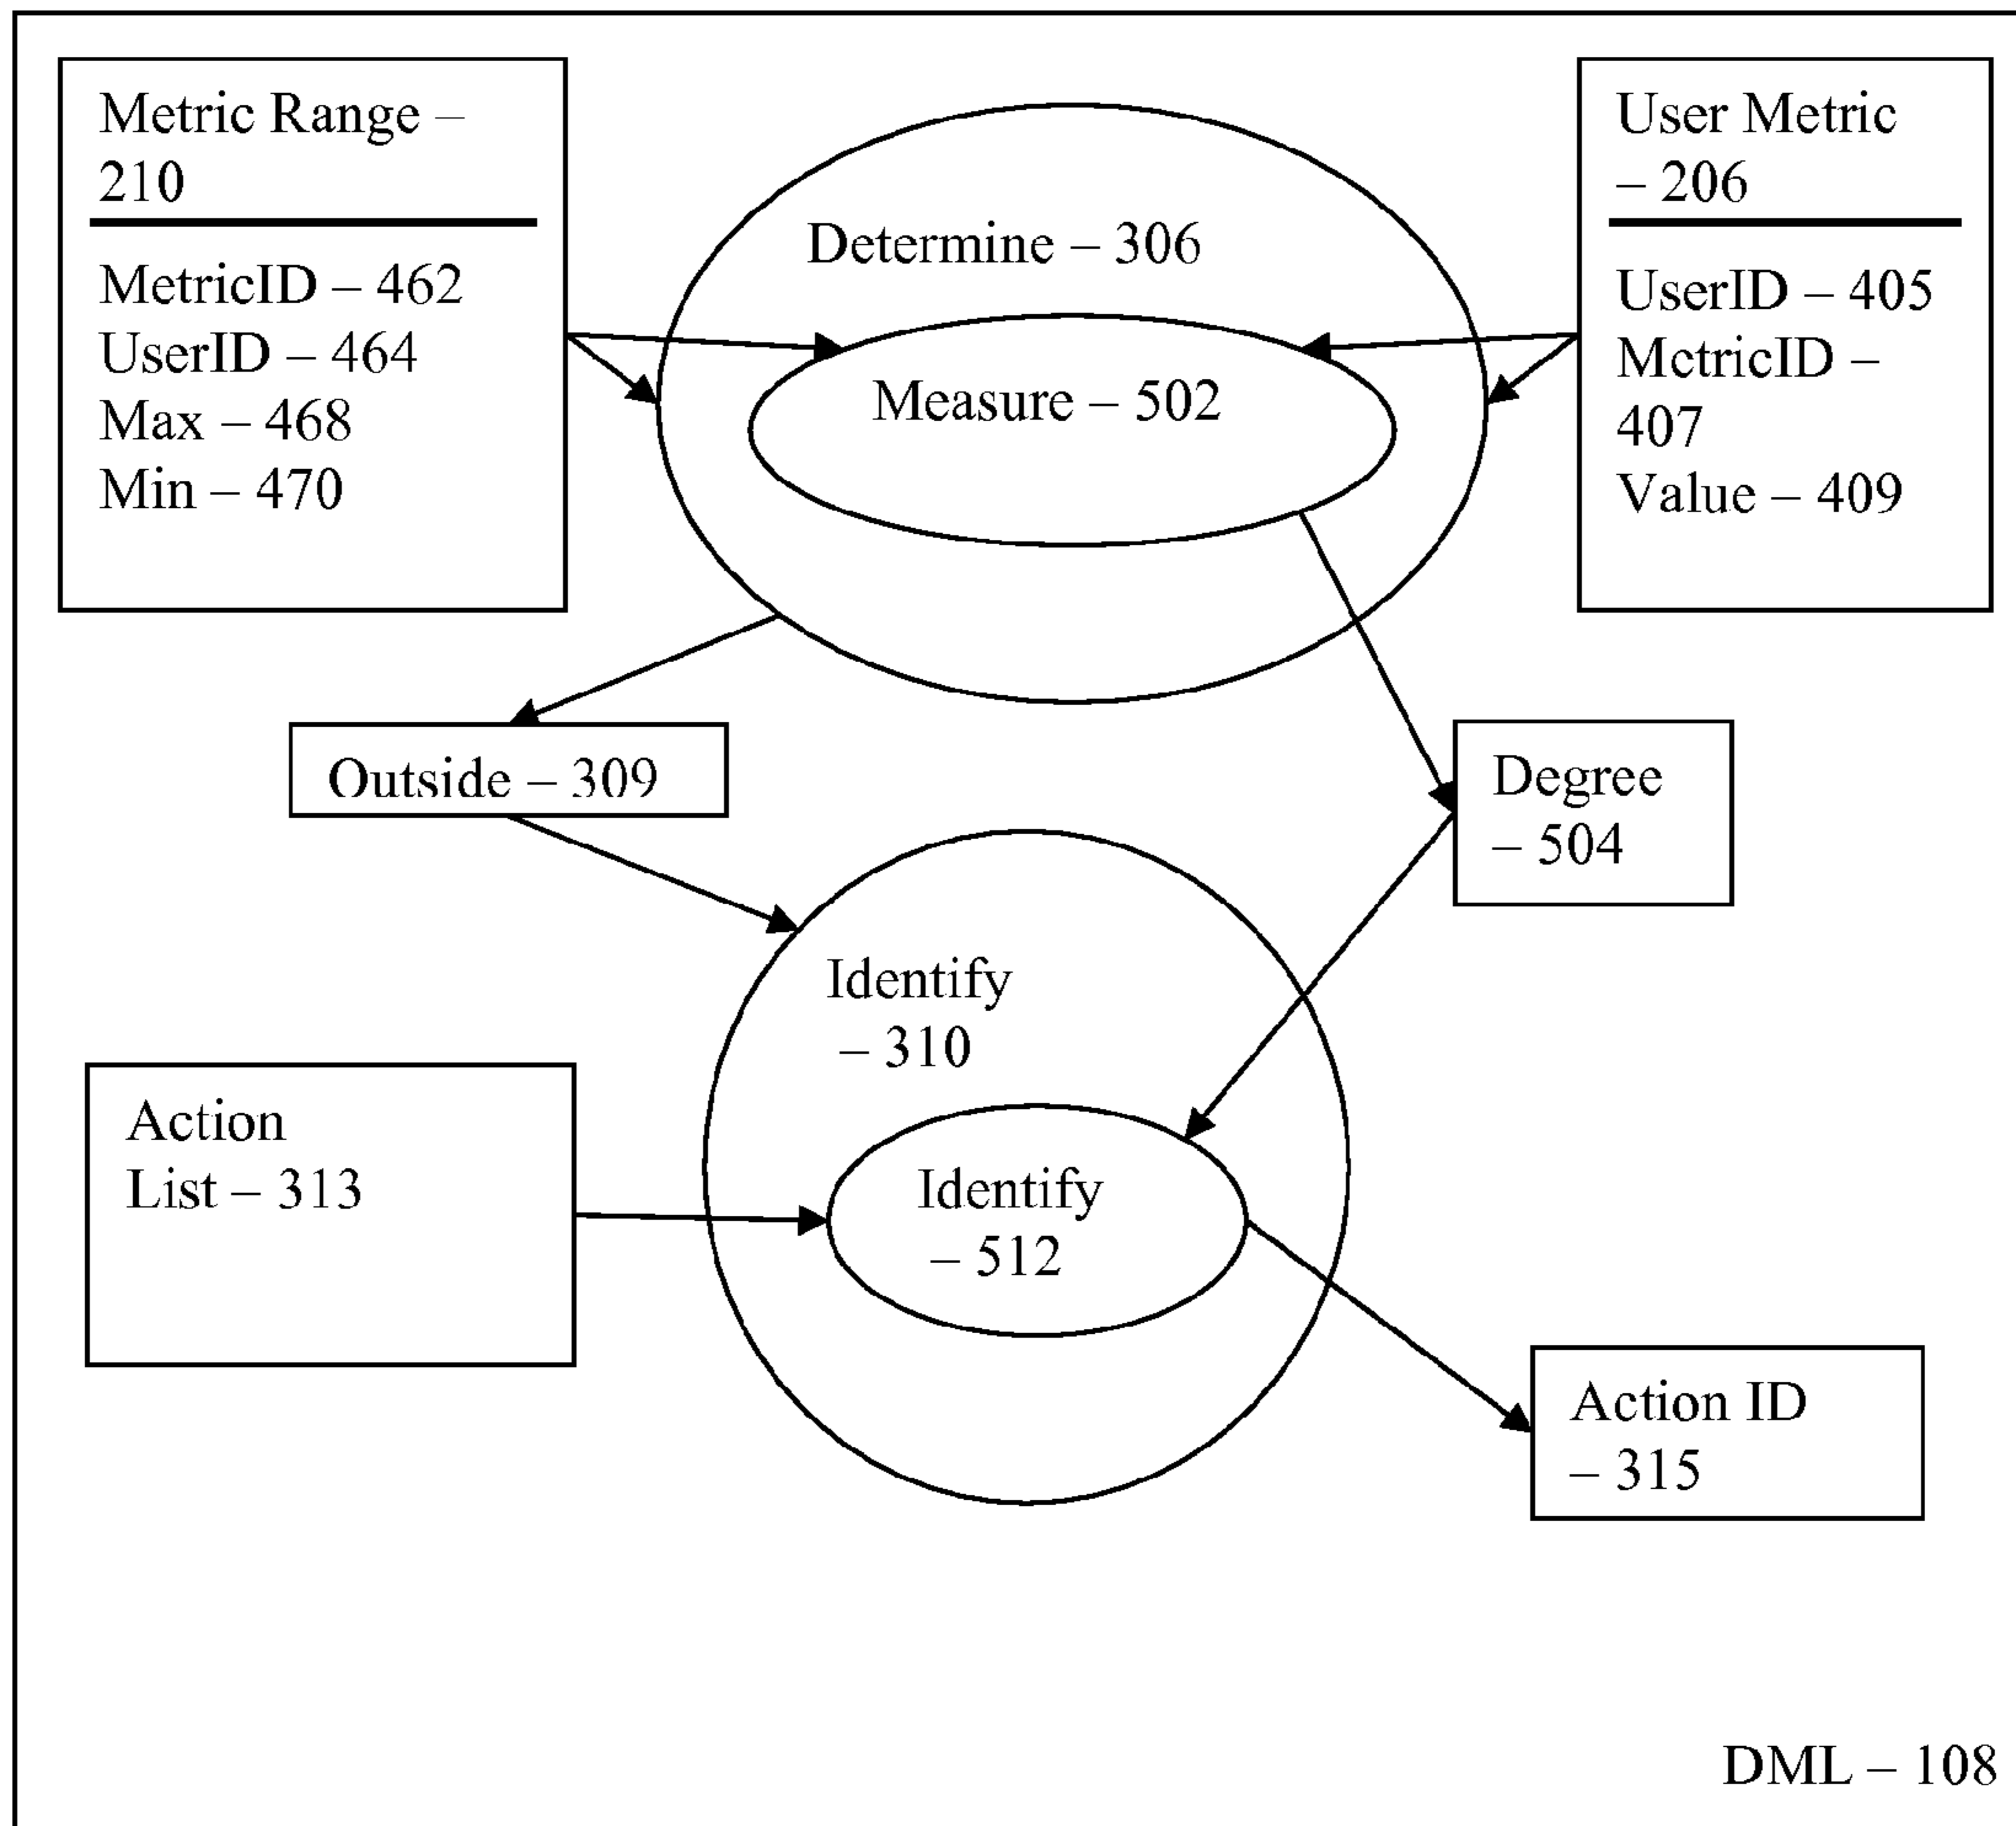 Metric Range –
210
MetricID – 462
UserID – 464
Max – 468
Min – 470
Determine – 306
Measure – 502
User Metric
– 206
UserID – 405
MctricID –
407
Value – 409
Outside – 309
Degree
– 504
Identify
– 310
Action
List – 313
Identify
– 512
Action ID
– 315
DML – 108